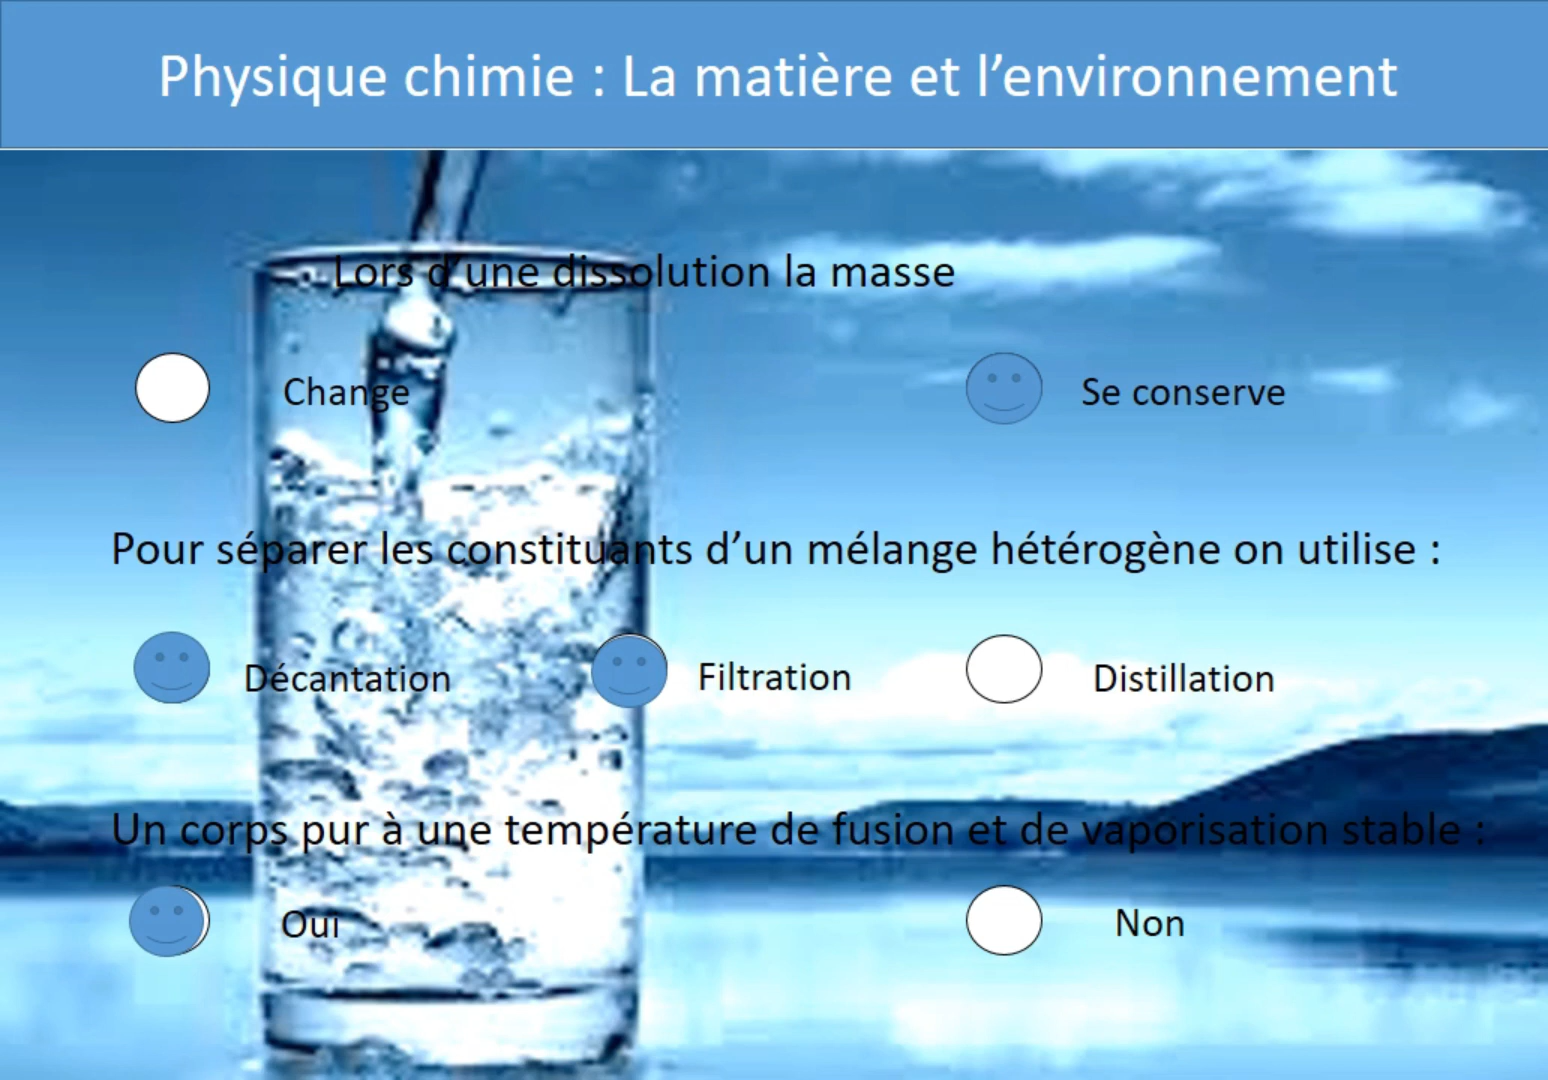 Physique chimie : La matière et l’environnement
Lors d’une dissolution la masse
Change Se conserve
Pour séparer les constituants d’un mélange hétérogène on utilise :
Décantation Filtration Distillation
Un corps pur à une température de fusion et de vaporisation stable :
Oui Non